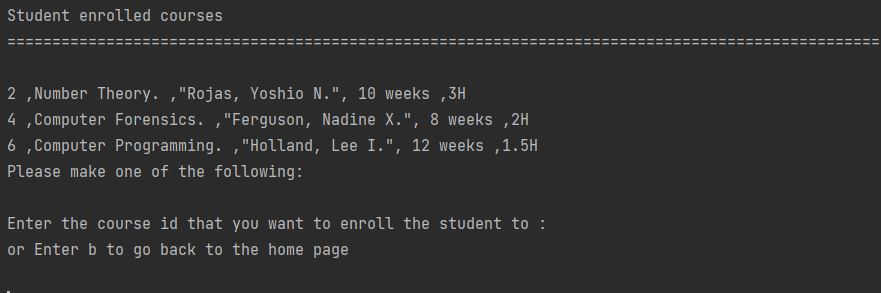 Student enrolled courses
=================================================================================================
2 ,Number Theory. ,"Rojas, Yoshio N.", 10 weeks ,3H
4 ,Computer Forensics. ,"Ferguson, Nadine X.", 8 weeks ,2H
6 ,Computer Programming. ,"Holland, Lee I.", 12 weeks ,1.5H
Please make one of the following:
Enter the course id that you want to enroll the student to :
or Enter b to go back to the home page